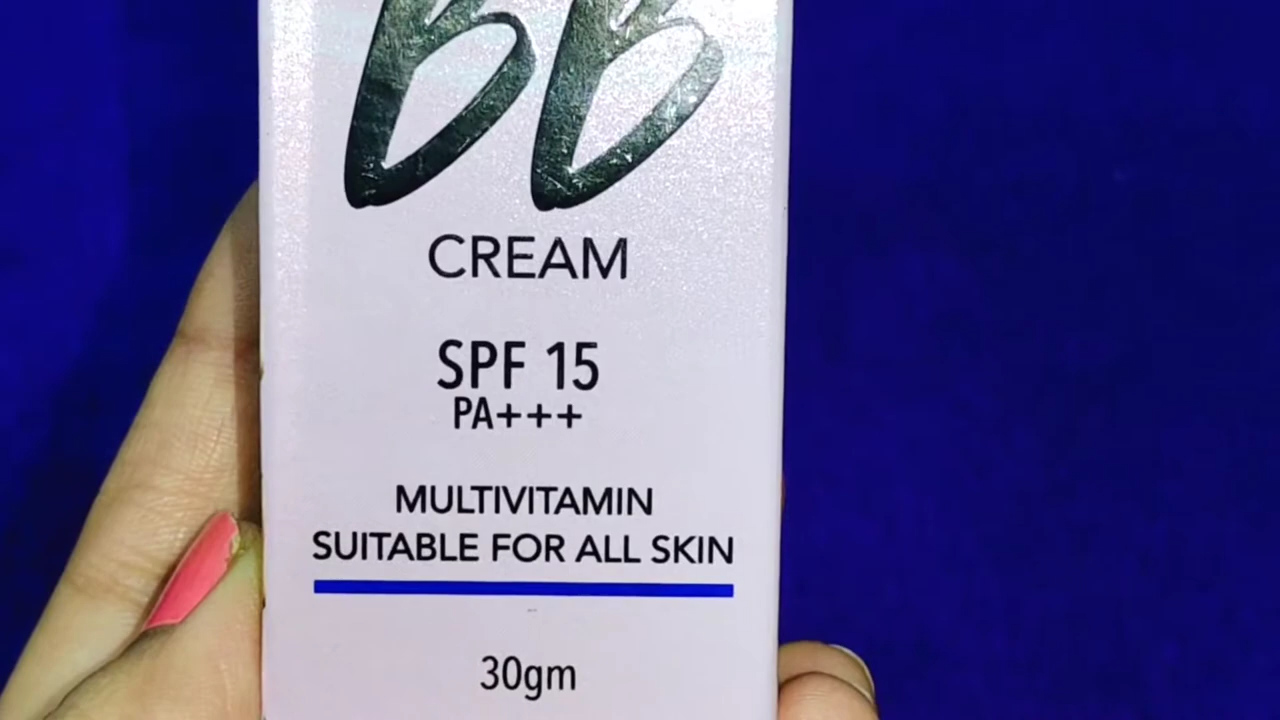 BB
CREAM
SPF 15
PA+++
MULTIVITAMIN
SUITABLE FOR ALL SKIN
30gm